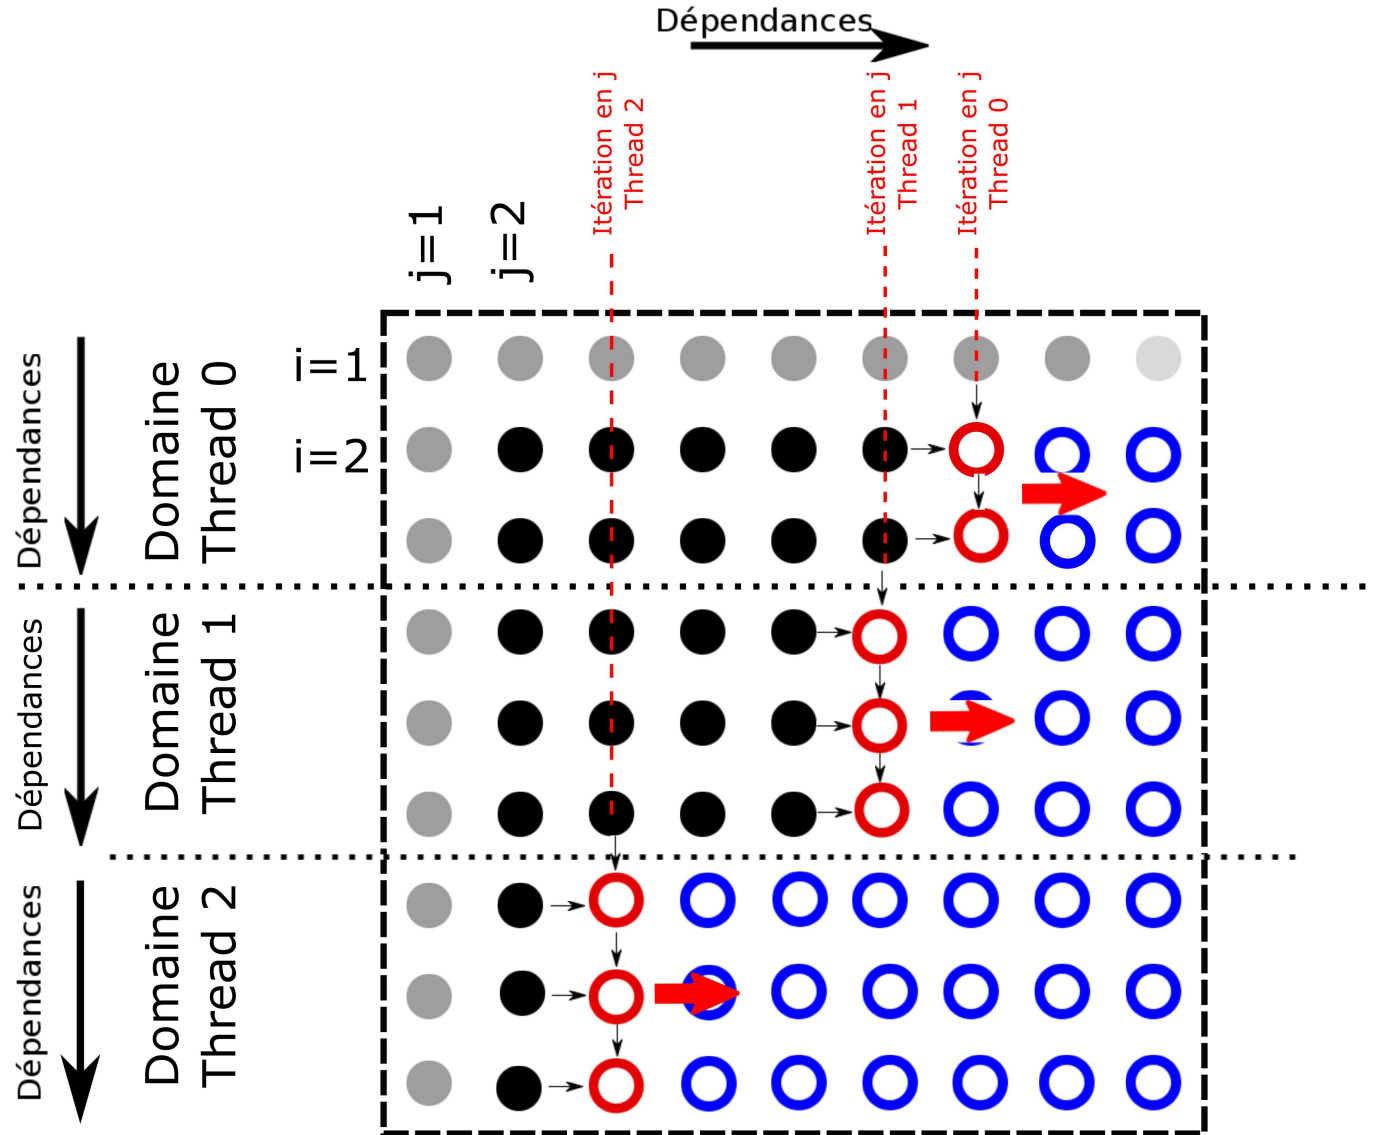 Dépendances
Itération en j
Thread 2
Itération en j
Thread 1
Itération en j
Thread 0
j=1
j=2
Dépendances
Domaine
Thread 0
i=1
i=2
Dépendances
Domaine
Thread 1
Dépendances
Domaine
Thread 2